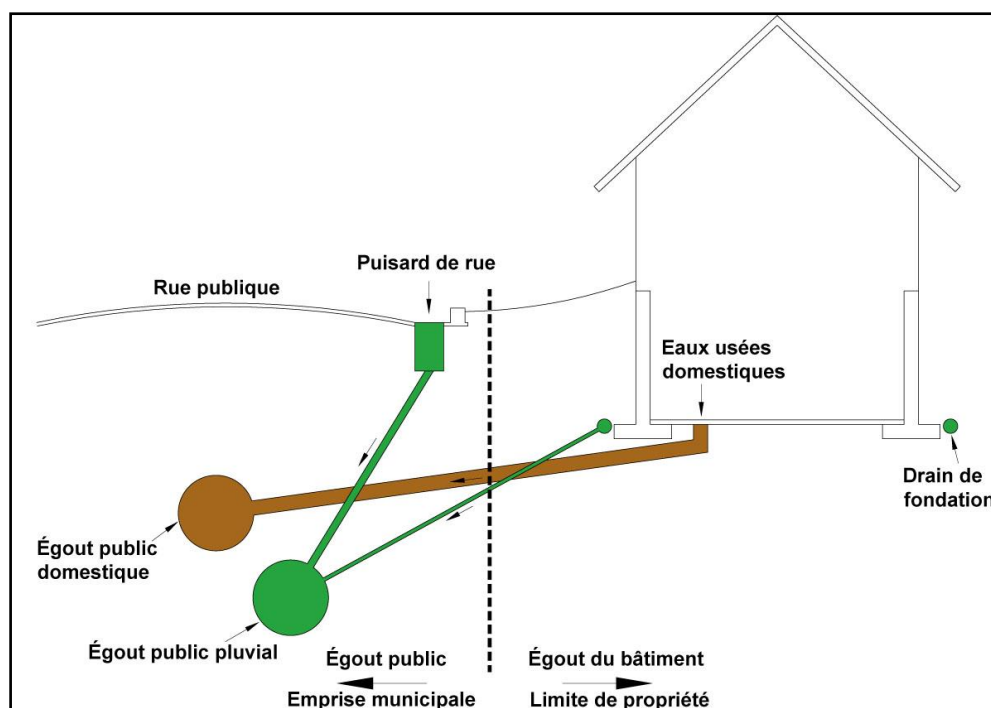 Puisard de rue
Rue publique
Eaux usées
domestiques
Drain de
fondation
Égout public
domestique
Égout public pluvial
Égout public
Emprise municipale
Égout du bâtiment
Limite de propriété